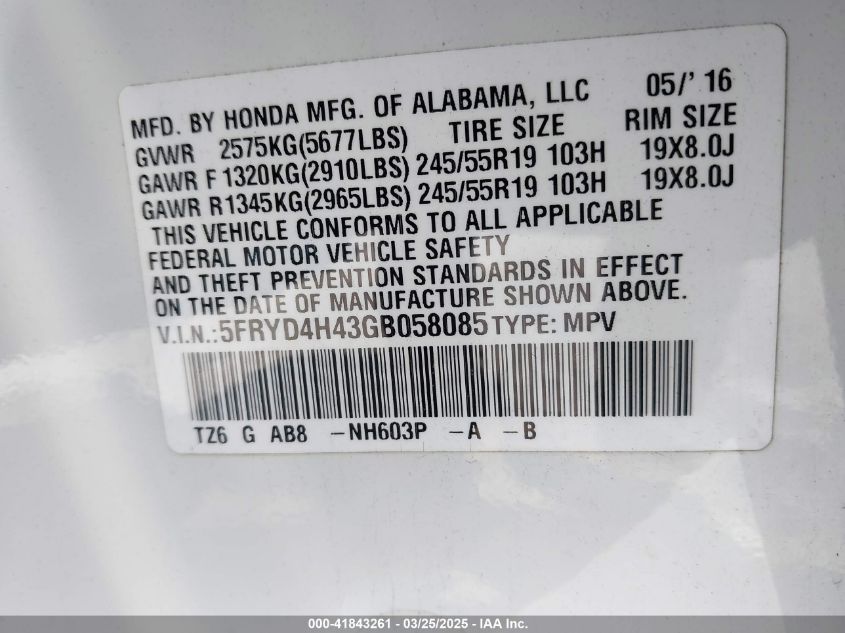 MFD. BY HONDA MFG. OF ALABAMA, LLC 05/' 16
GVWR 2575KG(5677LBS) TIRE SIZE RIM SIZE
GAWR F1320KG(2910LBS) 245/55R19 103H 19X8.0J
GAWR R1345KG(2965LBS) 245/55R19 103H 19X8.0J
THIS VEHICLE CONFORMS TO ALL APPLICABLE
FEDERAL MOTOR VEHICLE SAFETY
AND THEFT PREVENTION STANDARDS IN EFFECT
ON THE DATE OF MANUFACTURE SHOWN ABOVE.
V.I.N.:5FRYD4H43GB058085 TYPE: MPV
TZ6 G AB8 -NH603P -A -B
000-41843261 - 03/25/2025 - IAA Inc.